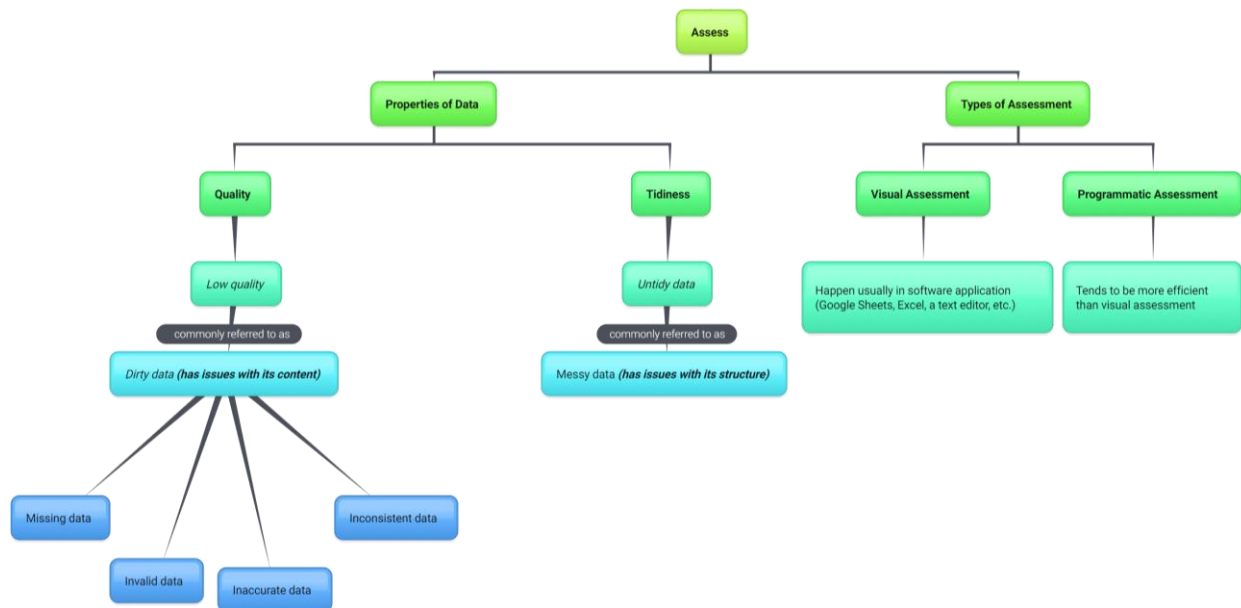 Assess
Properties of Data
Types of Assessment
Quality
Tidiness
Visual Assessment
Programmatic Assessment
Low quality
Untidy data
Happen usually in software application
(Google Sheets, Excel, a text editor, etc.)
Tends to be more efficient
than visual assessment
commonly referred to as
commonly referred to as
Dirty data (has issues with its content)
Messy data (has issues with its structure)
Missing data
Inconsistent data
Invalid data
Inaccurate data